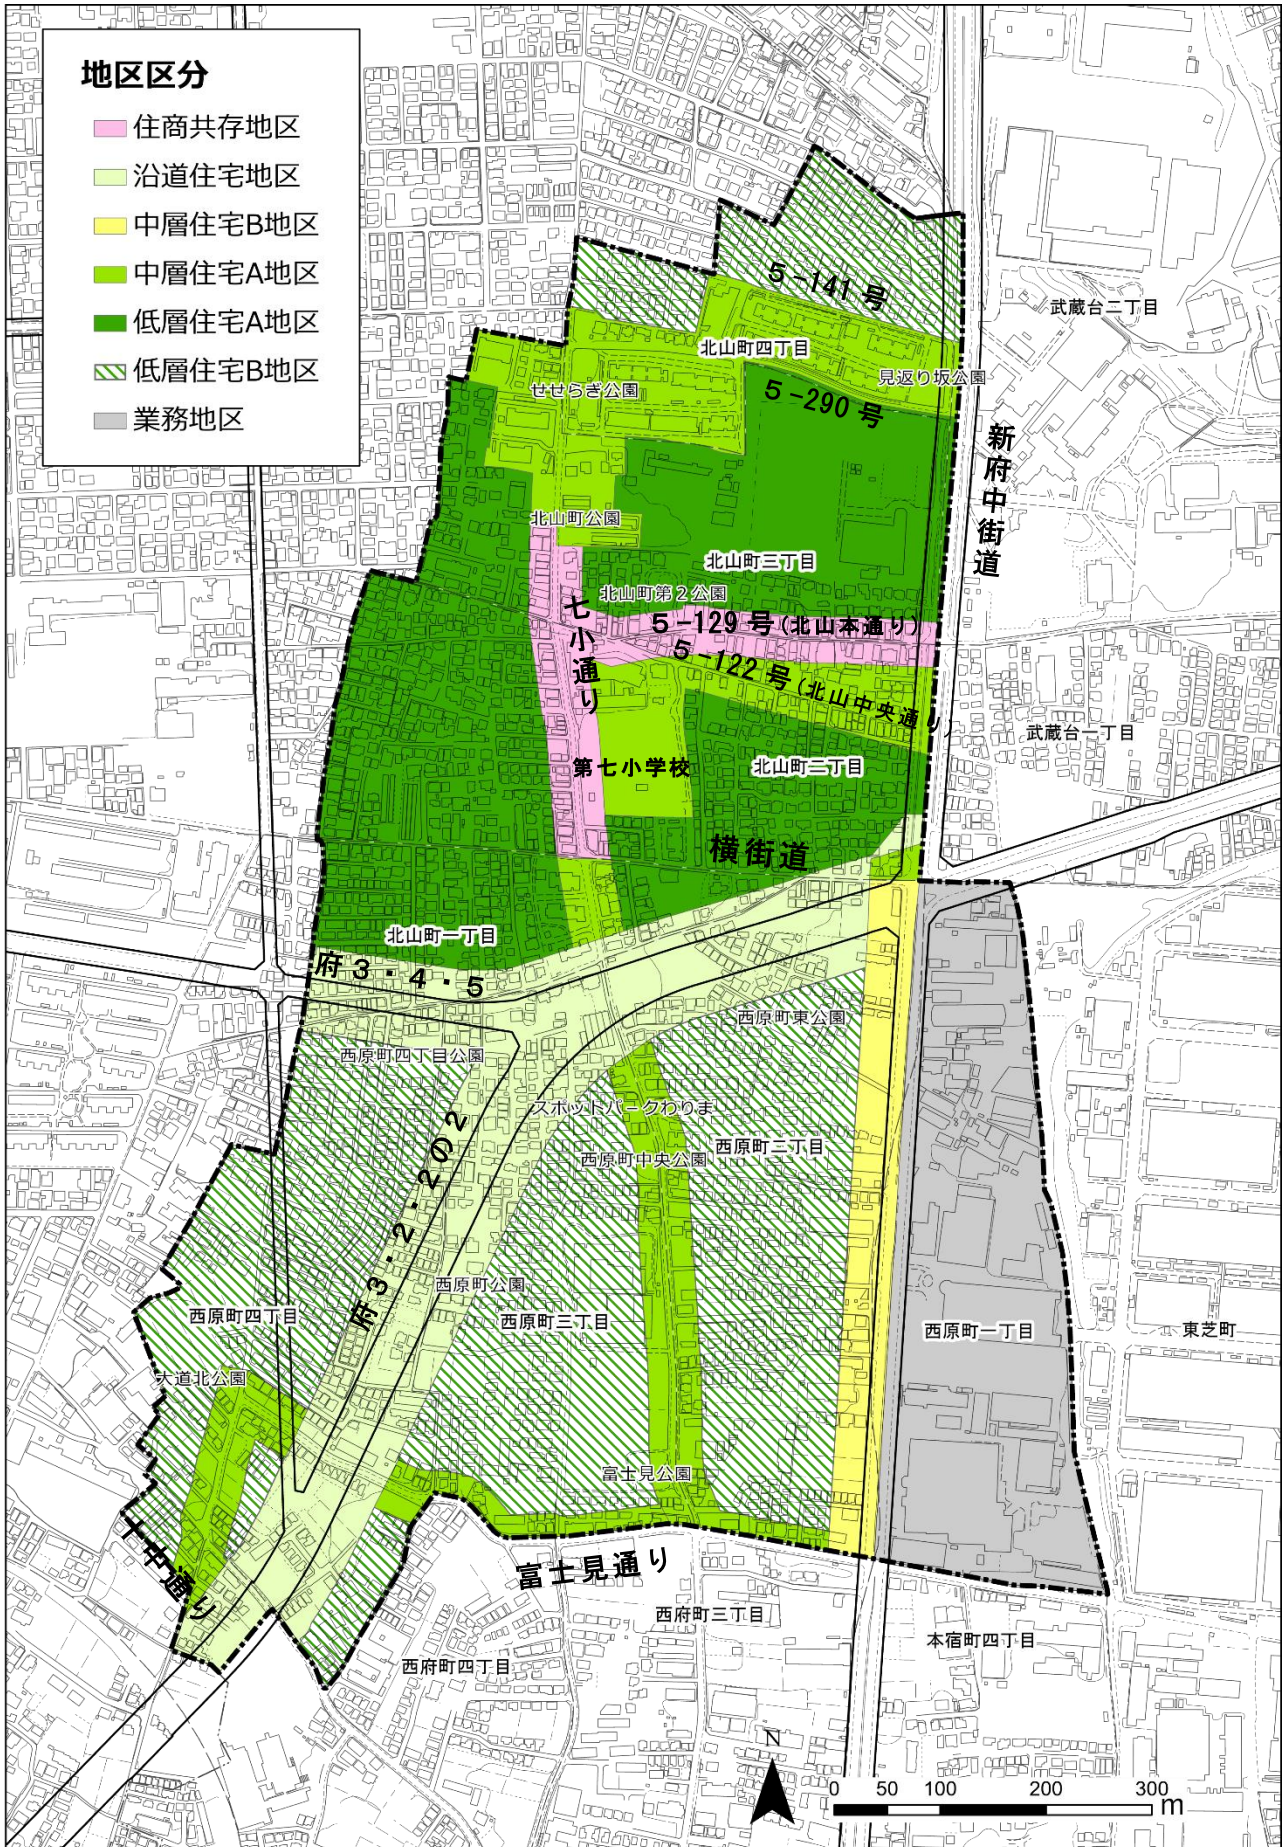 地区区分
住商共存地区
沿道住宅地区
中層住宅B地区
中層住宅A地区
低層住宅A地区
低層住宅B地区
業務地区
5-141号
武蔵台二丁目
北山町四丁目
見返り坂公園
せせらぎ公園
5-290号
新府中街道
北山町公園
北山町三丁目
北山町第2公園
七小通り
5-129号(北山本通り)
5-122号(北山中央通り)
武蔵台一丁目
第七小学校
北山町二丁目
横街道
北山町一丁目
府3・4・5
西原町東公園
西原町四丁目公園
スポットパークわりま
府3・2・2の2
西原町中央公園
西原町二丁目
西原町公園
西原町四丁目
西原町三丁目
西原町一丁目
東芝町
大道北公園
富士見公園
十中通り
富士見通り
西府町三丁目
本宿町四丁目
西府町四丁目
N
0 50 100 200 300
m